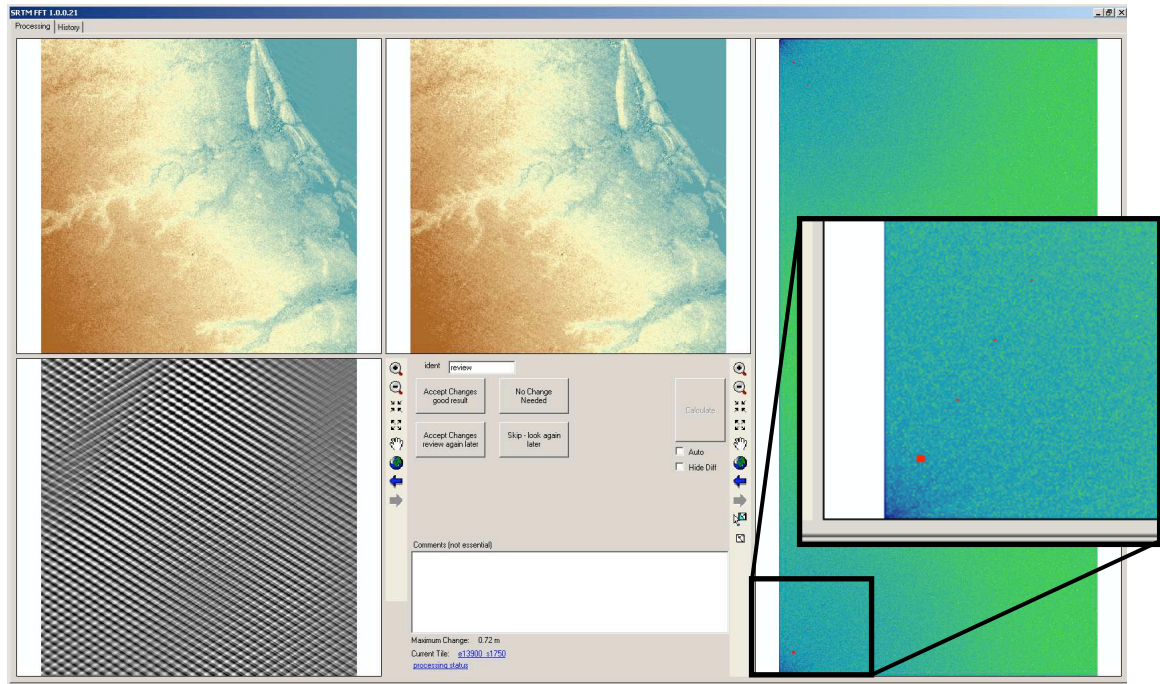 SRTM FFT 1.0.0.21
Processing
History
ident
review
Accept Changes
good result
No Change
Needed
Calculate
Accept Changes
review again later
Skip - look again
later
Auto
Hide Diff
Comments (not essential)
Maximum Change: 0.72 m
Current Tile: e13900_s1750
processing status